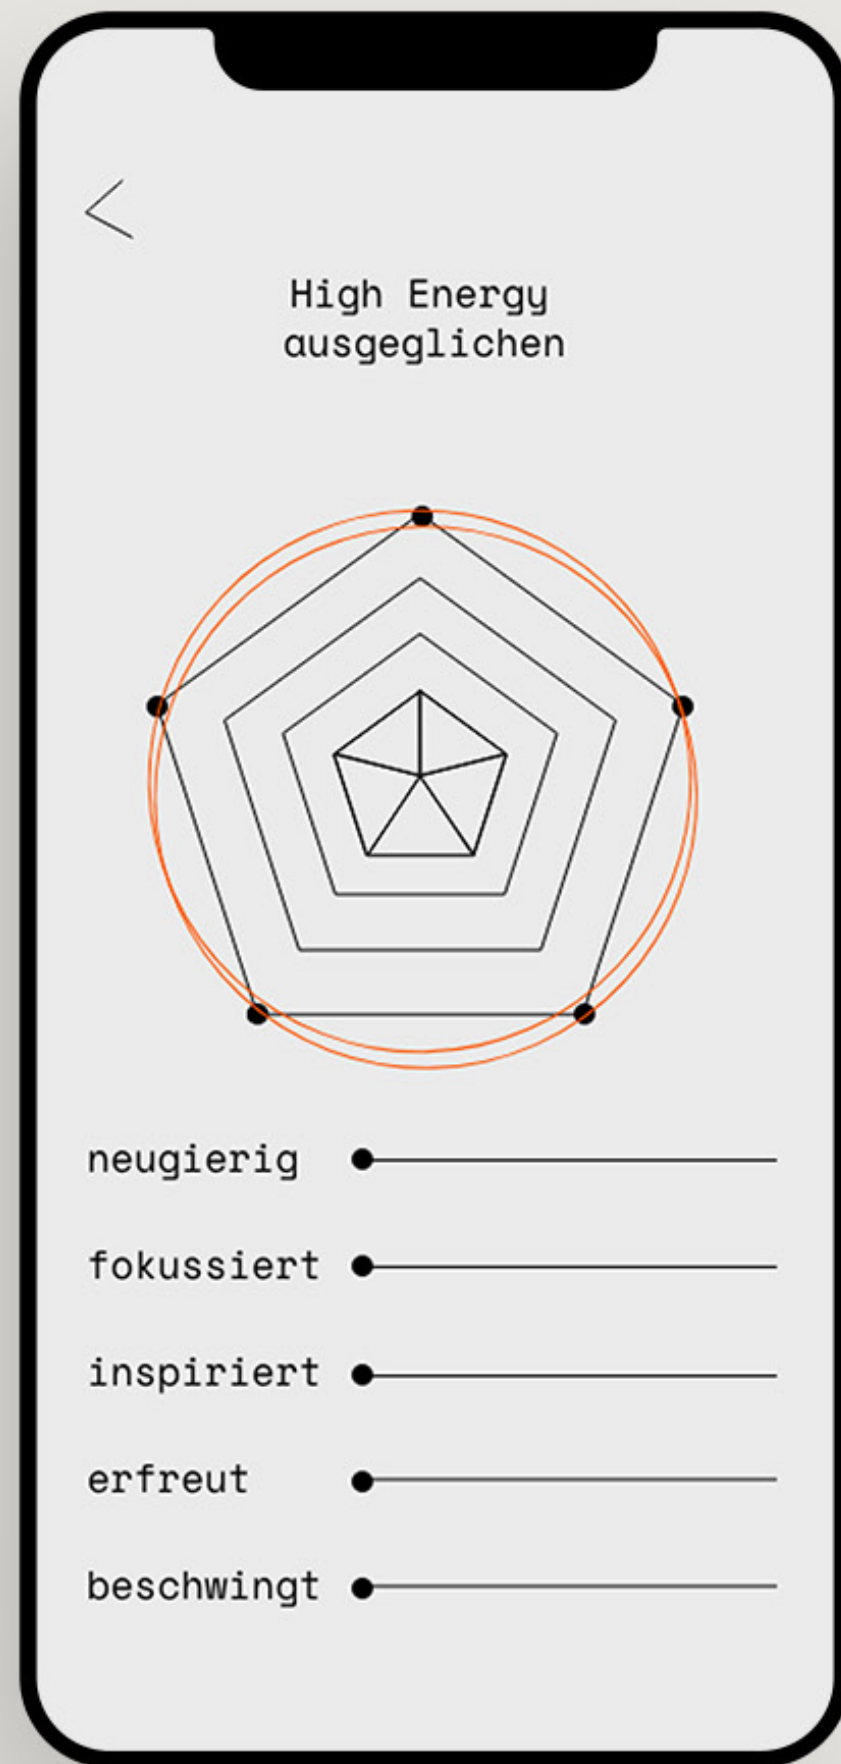 High Energy
ausgeglichen
neugierig
fokussiert
inspiriert
erfreut
beschwingt